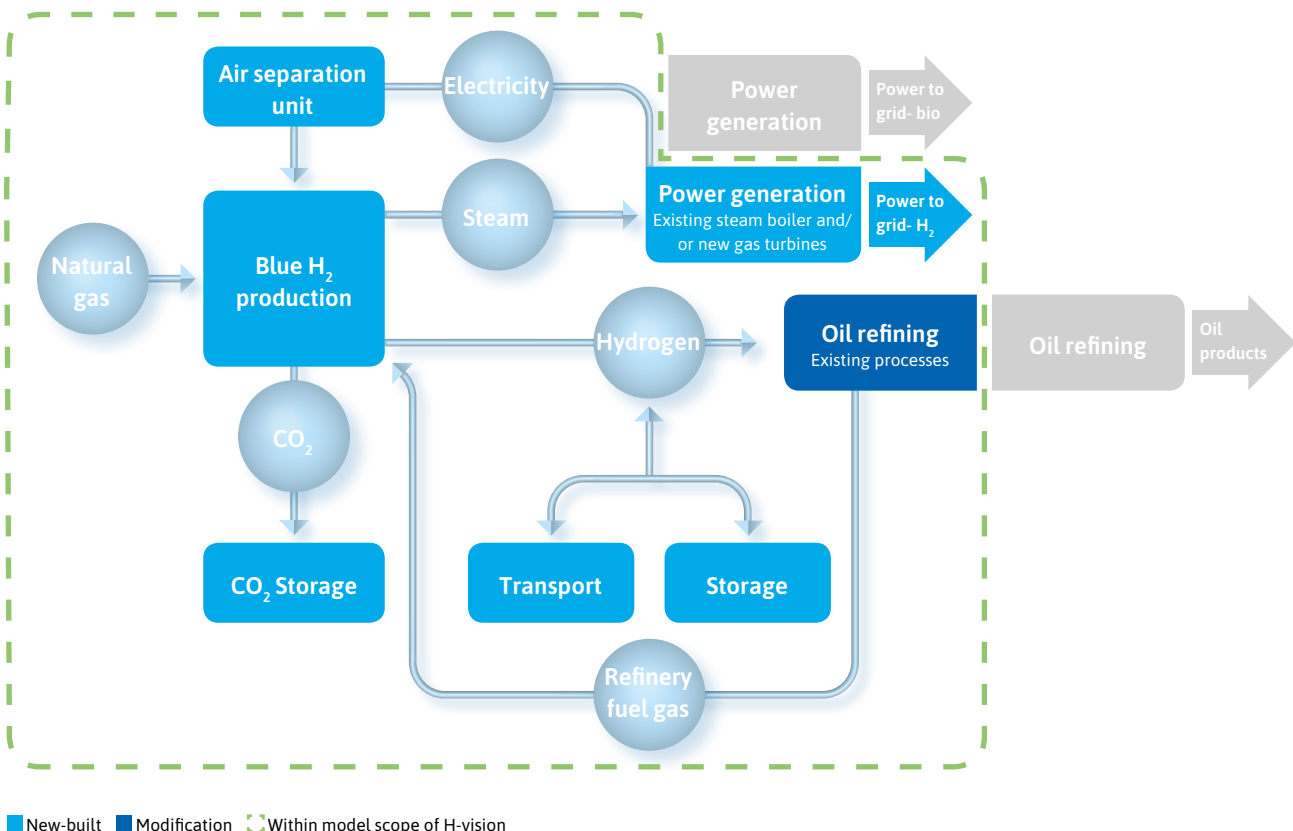 Air separation
unit
Electricity
Power
generation
Power to
grid- bio
Natural
gas
Blue H₂
production
Steam
Power generation
Existing steam boiler and/
or new gas turbines
Power to
grid- H₂
Hydrogen
Oil refining
Existing processes
Oil refining
Oil
products
CO₂
CO₂ Storage
Transport
Storage
Refinery
fuel gas
New-built
Modification
Within model scope of H-vision